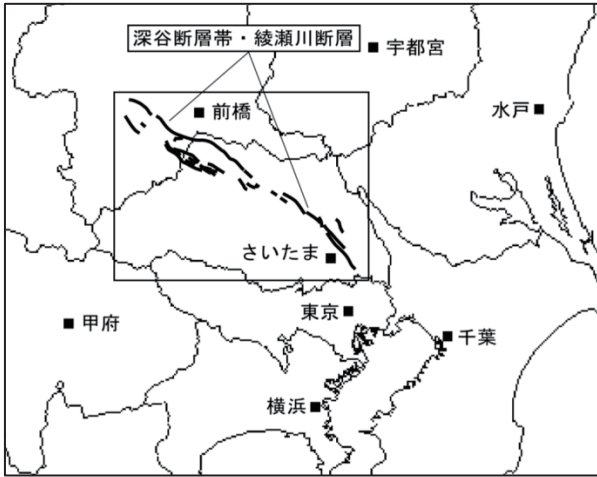 深谷断層帯・綾瀬川断層
宇都宮
前橋
水戸
さいたま
東京
甲府
千葉
横浜